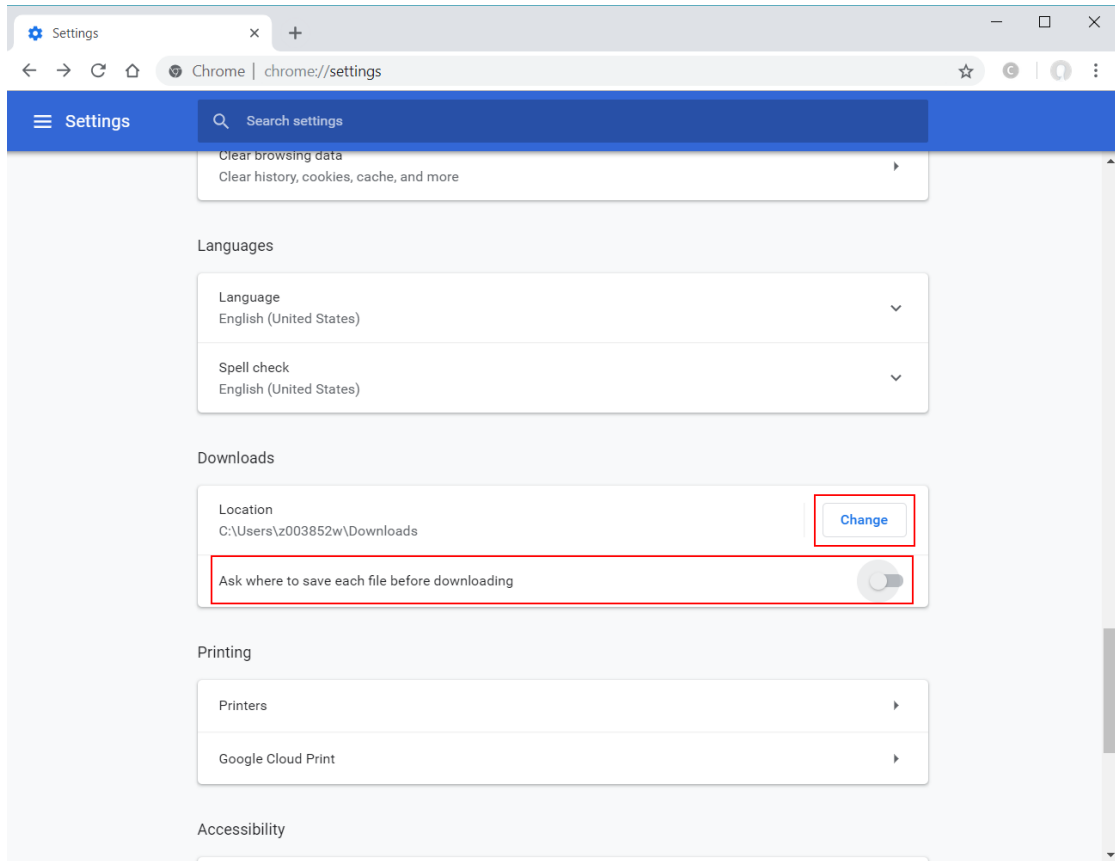 Settings
Chrome | chrome://settings
Settings
Search settings
Clear browsing data
Clear history, cookies, cache, and more
Languages
Language
English (United States)
Spell check
English (United States)
Downloads
Location
C:\Users\z003852w\Downloads
Change
Ask where to save each file before downloading
Printing
Printers
Google Cloud Print
Accessibility